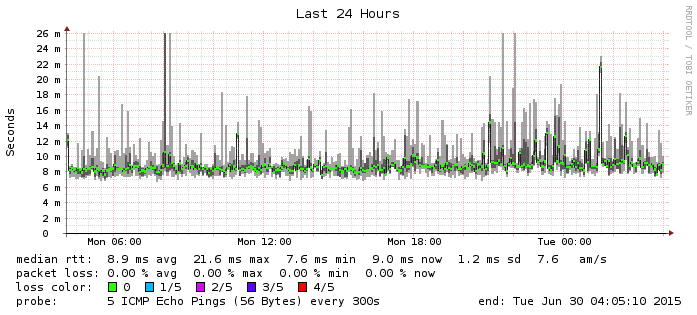 Last 24 Hours
RRDTOOL / TOBI OETIKER
Seconds
26 m
24 m
22 m
20 m
18 m
16 m
14 m
12 m
10 m
8 m
6 m
4 m
2 m
0
Mon 06:00 Mon 12:00 Mon 18:00 Tue 00:00
median rtt: 8.9 ms avg 21.6 ms max 7.6 ms min 9.0 ms now 1.2 ms sd 7.6 am/s
packet loss: 0.00 % avg 0.00 % max 0.00 % min 0.00 % now
loss color: 0 1/5 2/5 3/5 4/5
probe: 5 ICMP Echo Pings (56 Bytes) every 300s end: Tue Jun 30 04:05:10 2015